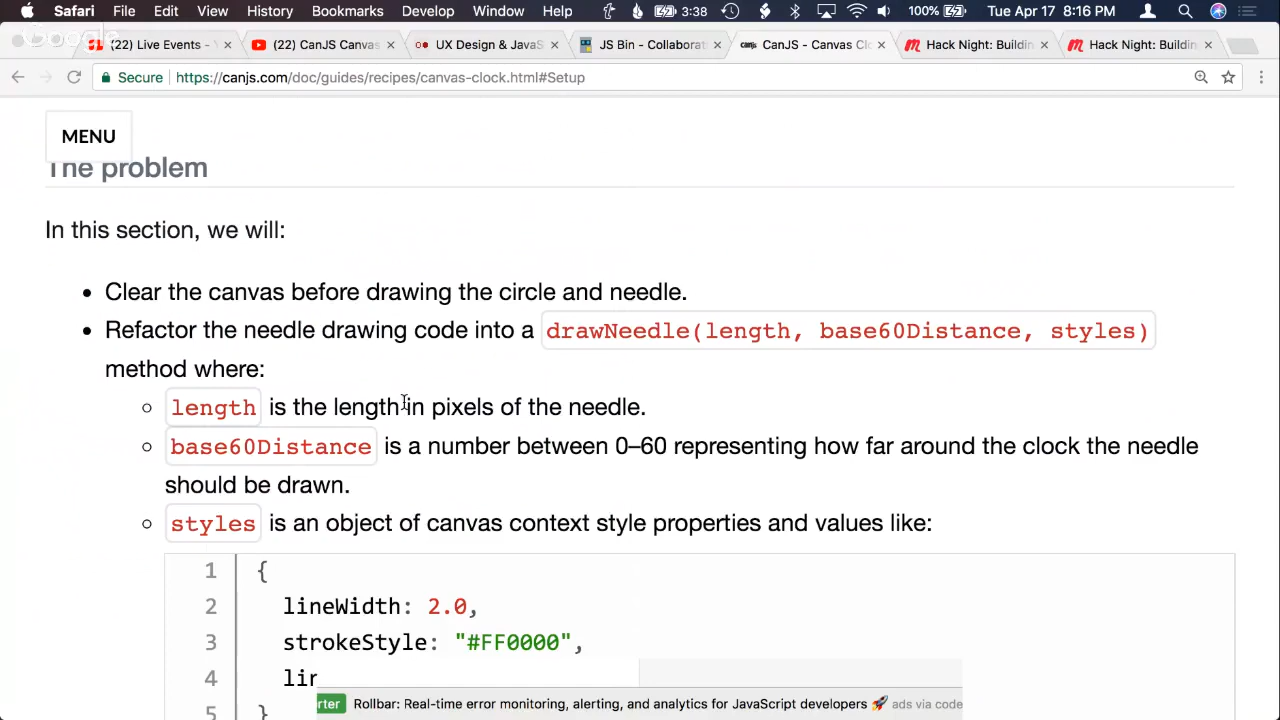 Safari File Edit View History Bookmarks Develop Window Help 3:38 100% Tue Apr 17 8:16 PM
Google
(22) Live Events - Y (22) CanJS Canvas UX Design & Javas JS Bin - Collaborat CanJS - Canvas Clo Hack Night: Buildin Hack Night: Buildin
Secure https://canjs.com/doc/guides/recipes/canvas-clock.html#Setup
MENU
The problem
In this section, we will:
• Clear the canvas before drawing the circle and needle.
• Refactor the needle drawing code into a drawNeedle(length, base60Distance, styles)
method where:
length is the length in pixels of the needle.
base60Distance is a number between 0–60 representing how far around the clock the needle
should be drawn.
styles is an object of canvas context style properties and values like:
1 {
2 lineWidth: 2.0,
3 strokeStyle: "#FF0000",
4 lin
rter Rollbar: Real-time error monitoring, alerting, and analytics for JavaScript developers 🚀 ads via code
5 }